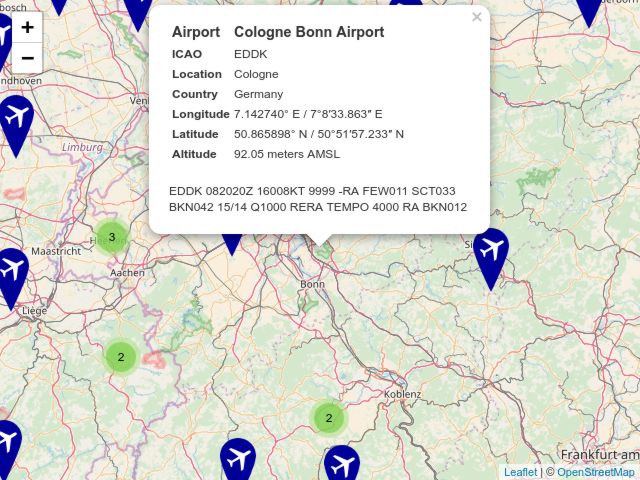 bosch
+
−
×
Airport Cologne Bonn Airport
ICAO EDDK
Location Cologne
Country Germany
Longitude 7.142740° E / 7°8′33.863″ E
Latitude 50.865898° N / 50°51′57.233″ N
Altitude 92.05 meters AMSL
EDDK 082020Z 16008KT 9999 -RA FEW011 SCT033
BKN042 15/14 Q1000 RERA TEMPO 4000 RA BKN012
ndhoven
Venl
Limburg
3
Maastricht
Aachen
Bonn
Liège
2
Koblenz
2
Frankfurt am
Leaflet | © OpenStreetMap